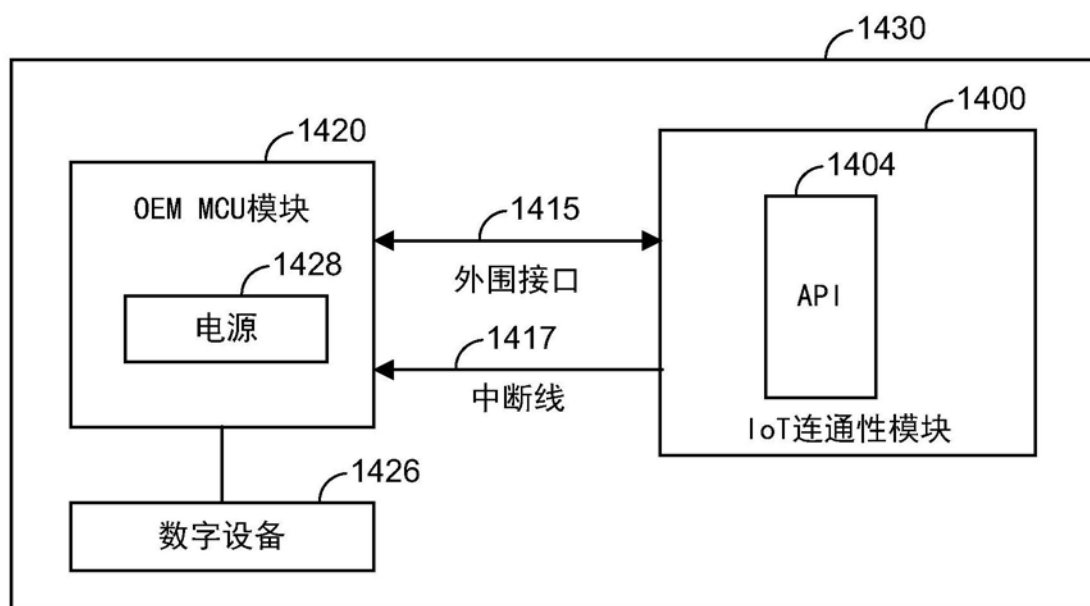 1430
1420
1400
OEM MCU模块
1404
1415
1428
外围接口
API
电源
1417
中断线
IoT连通性模块
1426
数字设备